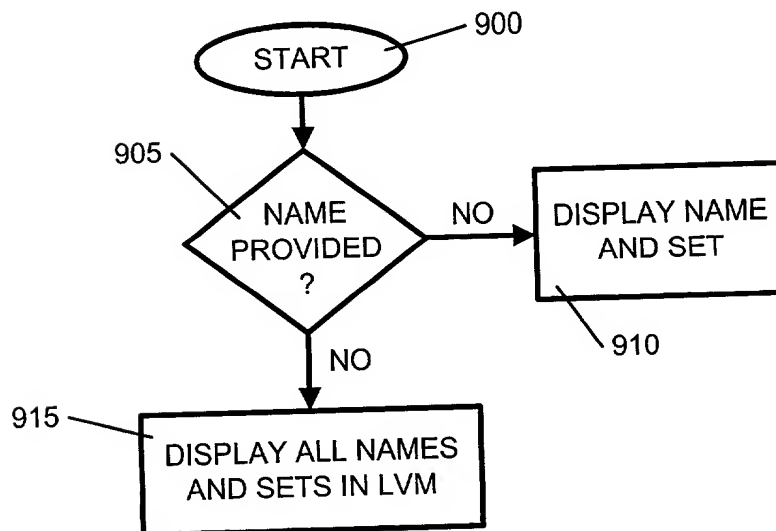 START
900
905
NAME
PROVIDED
?
NO
DISPLAY NAME
AND SET
910
NO
915
DISPLAY ALL NAMES
AND SETS IN LVM